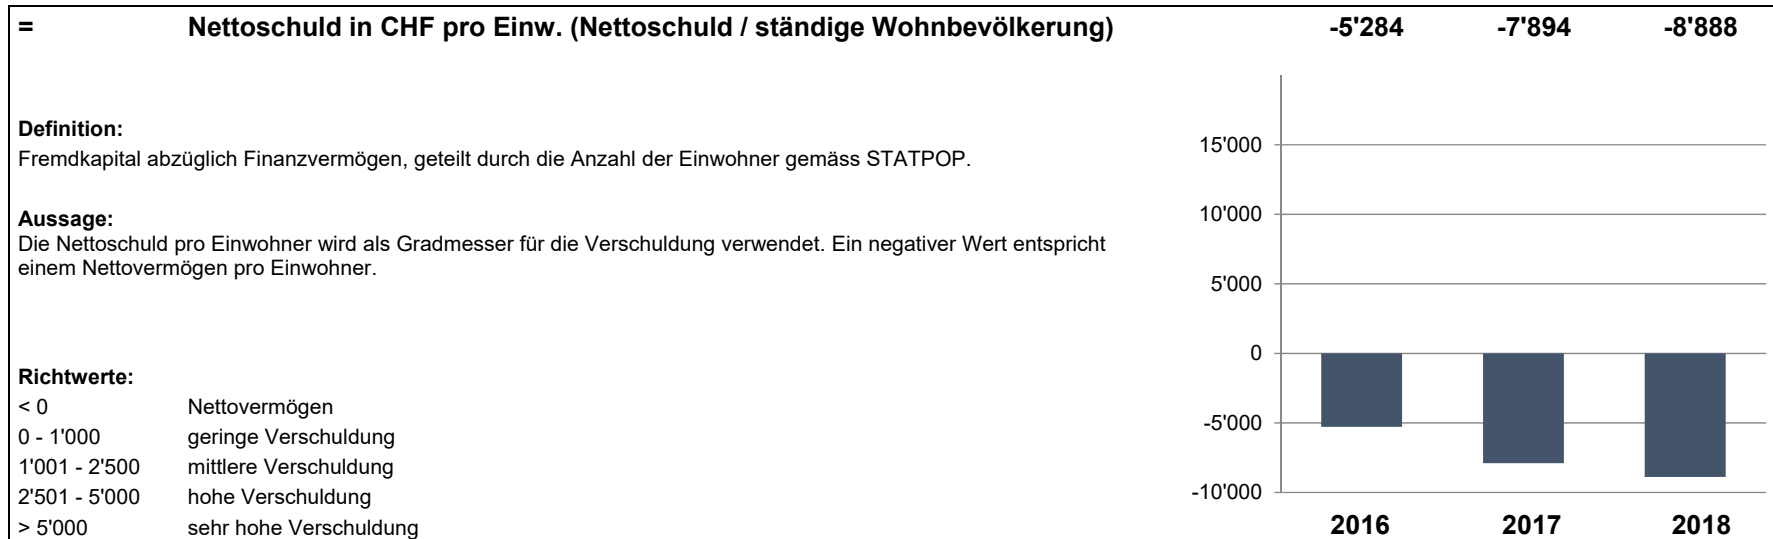 = Nettoschuld in CHF pro Einw. (Nettoschuld / ständige Wohnbevölkerung) -5'284 -7'894 -8'888
Definition:
Fremdkapital abzüglich Finanzvermögen, geteilt durch die Anzahl der Einwohner gemäss STATPOP.
Aussage:
Die Nettoschuld pro Einwohner wird als Gradmesser für die Verschuldung verwendet. Ein negativer Wert entspricht
einem Nettovermögen pro Einwohner.
Richtwerte:
< 0 Nettovermögen
0 - 1'000 geringe Verschuldung
1'001 - 2'500 mittlere Verschuldung
2'501 - 5'000 hohe Verschuldung
> 5'000 sehr hohe Verschuldung
15'000
10'000
5'000
0
-5'000
-10'000
2016 2017 2018